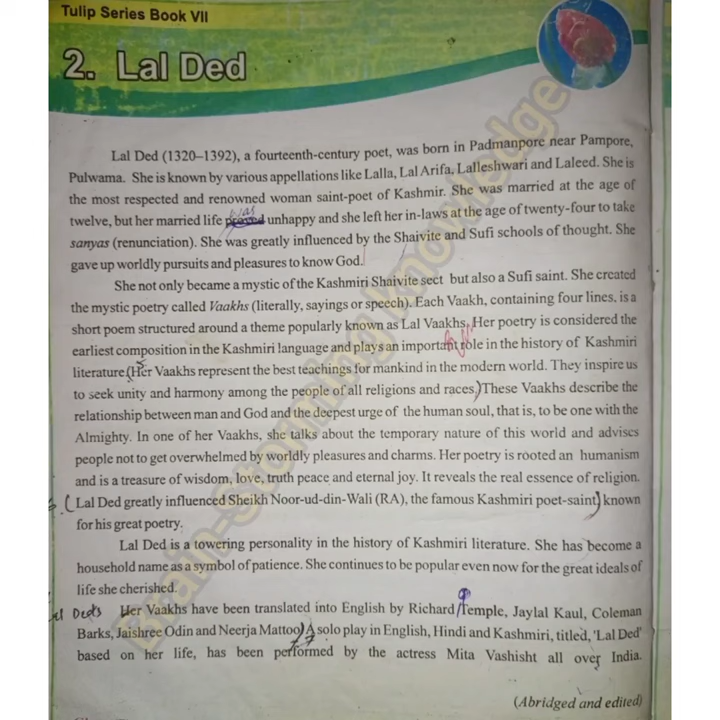 Tulip Series Book VII
2. Lal Ded
Lal Ded (1320–1392), a fourteenth-century poet, was born in Padmanpore near Pampore,
Pulwama. She is known by various appellations like Lalla, Lal Arifa, Lalleshwari and Laleed. She is
the most respected and renowned woman saint-poet of Kashmir. She was married at the age of
was
twelve, but her married life proved unhappy and she left her in-laws at the age of twenty-four to take
sanyas (renunciation). She was greatly influenced by the Shaivite and Sufi schools of thought. She
gave up worldly pursuits and pleasures to know God.
She not only became a mystic of the Kashmiri Shaivite sect but also a Sufi saint. She created
the mystic poetry called Vaakhs (literally, sayings or speech). Each Vaakh, containing four lines, is a
short poem structured around a theme popularly known as Lal Vaakhs. Her poetry is considered the
earliest composition in the Kashmiri language and plays an important role in the history of Kashmiri
literature (Her Vaakhs represent the best teachings for mankind in the modern world. They inspire us
to seek unity and harmony among the people of all religions and races.) These Vaakhs describe the
relationship between man and God and the deepest urge of the human soul, that is, to be one with the
Almighty. In one of her Vaakhs, she talks about the temporary nature of this world and advises
people not to get overwhelmed by worldly pleasures and charms. Her poetry is rooted an humanism
and is a treasure of wisdom, love, truth peace and eternal joy. It reveals the real essence of religion.
(Lal Ded greatly influenced Sheikh Noor-ud-din-Wali (RA), the famous Kashmiri poet-saint) known
for his great poetry.
Lal Ded is a towering personality in the history of Kashmiri literature. She has become a
household name as a symbol of patience. She continues to be popular even now for the great ideals of
life she cherished.
Her Vaakhs have been translated into English by Richard Temple, Jaylal Kaul, Coleman
Barks, Jaishree Odin and Neerja Mattoo) A solo play in English, Hindi and Kashmiri, titled, 'Lal Ded'
based on her life, has been performed by the actress Mita Vashisht all over India.
(Abridged and edited)
Brain-Storming knowledge